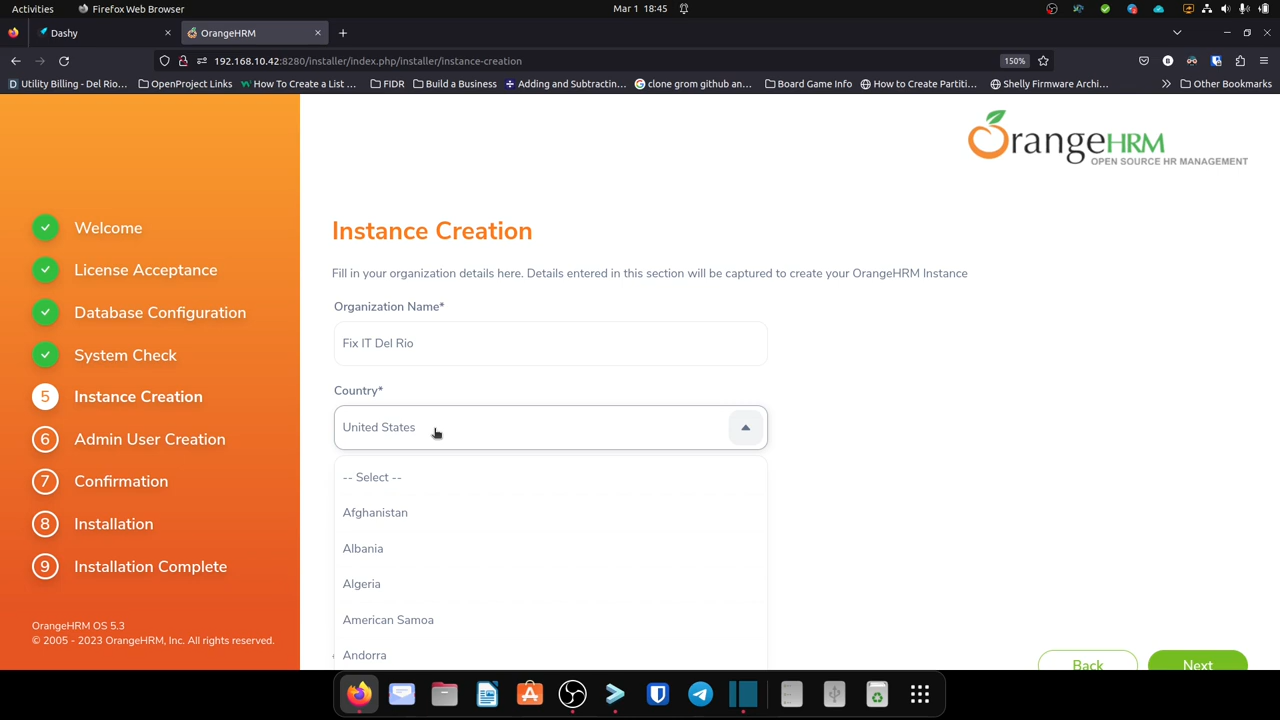 Activities
Firefox Web Browser
Mar 1 18:45
Dashy
OrangeHRM
192.168.10.42:8280/installer/index.php/installer/instance-creation
150%
Utility Billing - Del Rio...
OpenProject Links
How To Create a List ...
FIDR
Build a Business
Adding and Subtractin...
clone grom github an...
Board Game Info
How to Create Partiti...
Shelly Firmware Archi...
Other Bookmarks
OrangeHRM
OPEN SOURCE HR MANAGEMENT
Welcome
License Acceptance
Database Configuration
System Check
5 Instance Creation
6 Admin User Creation
7 Confirmation
8 Installation
9 Installation Complete
OrangeHRM OS 5.3
© 2005 - 2023 OrangeHRM, Inc. All rights reserved.
Instance Creation
Fill in your organization details here. Details entered in this section will be captured to create your OrangeHRM Instance
Organization Name*
Fix IT Del Rio
Country*
United States
-- Select --
Afghanistan
Albania
Algeria
American Samoa
Andorra
Back
Next